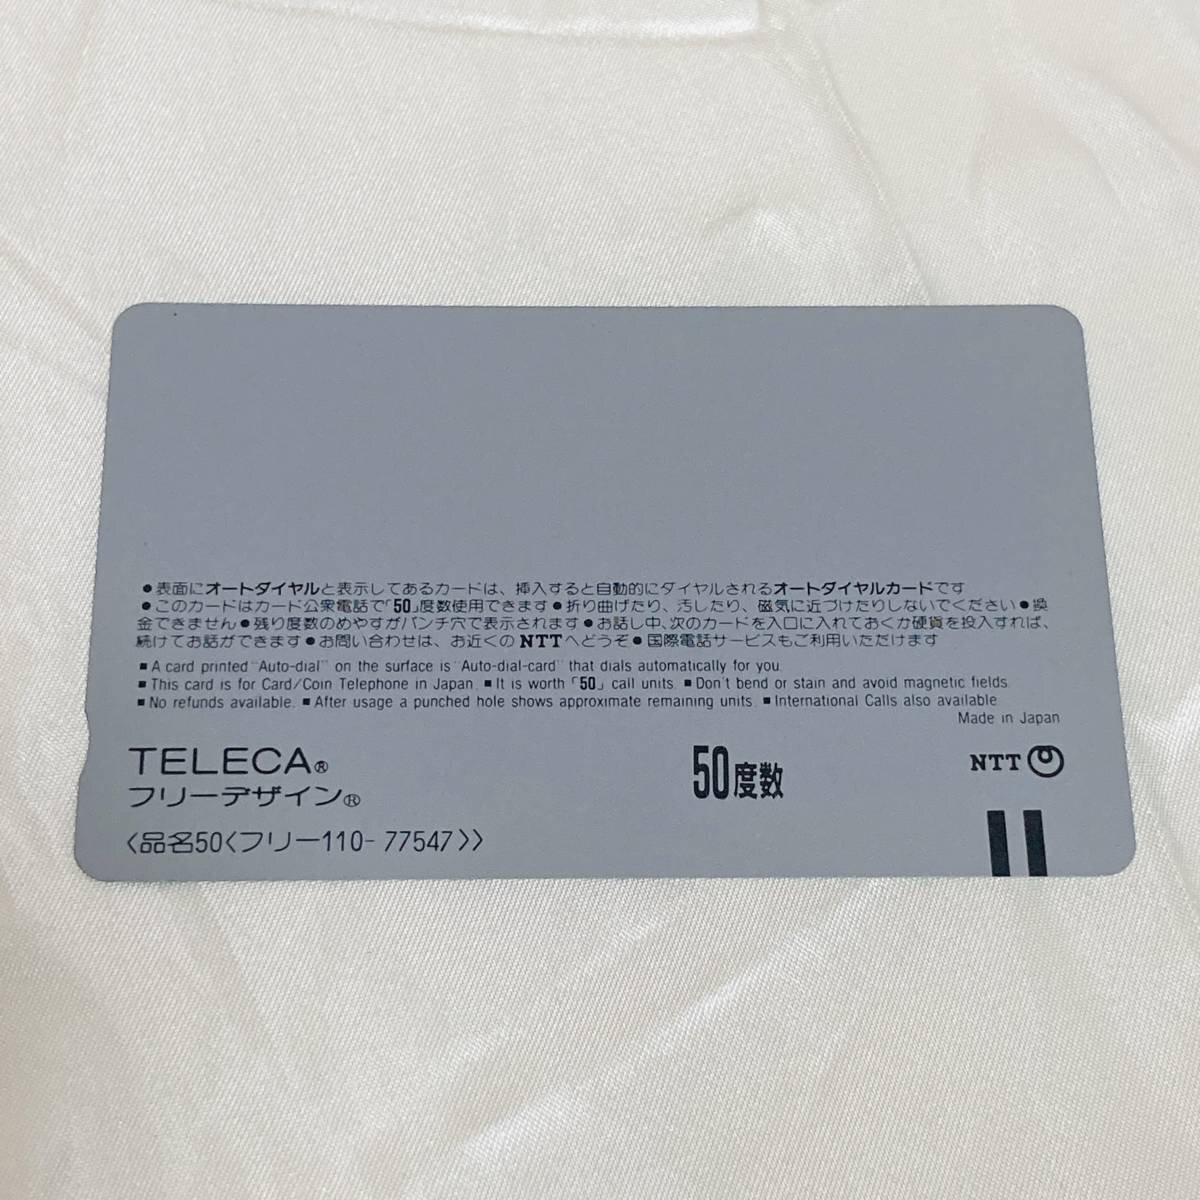 ●表面にオートダイヤルと表示してあるカードは、挿入すると自動的にダイヤルされるオートダイヤルカードです
●このカードはカード公衆電話で「50」度数使用できます●折り曲げたり、汚したり、磁気に近づけたりしないでください●換
金できません●残り度数のめやすがパンチ穴で表示されます●お話し中、次のカードを入口に入れておくか硬貨を投入すれば、
続けてお話ができます●お問い合わせは、お近くのNTTへどうぞ●国際電話サービスもご利用いただけます
■A card printed "Auto-dial" on the surface is "Auto-dial-card" that dials automatically for you.
■This card is for Card/Coin Telephone in Japan. ■It is worth「50」call units. ■Don't bend or stain and avoid magnetic fields.
■No refunds available. ■After usage a punched hole shows approximate remaining units. ■International Calls also available.
Made in Japan
TELECA®
フリーデザイン®
50度数
NTT
〈品名50〈フリー110-77547〉〉